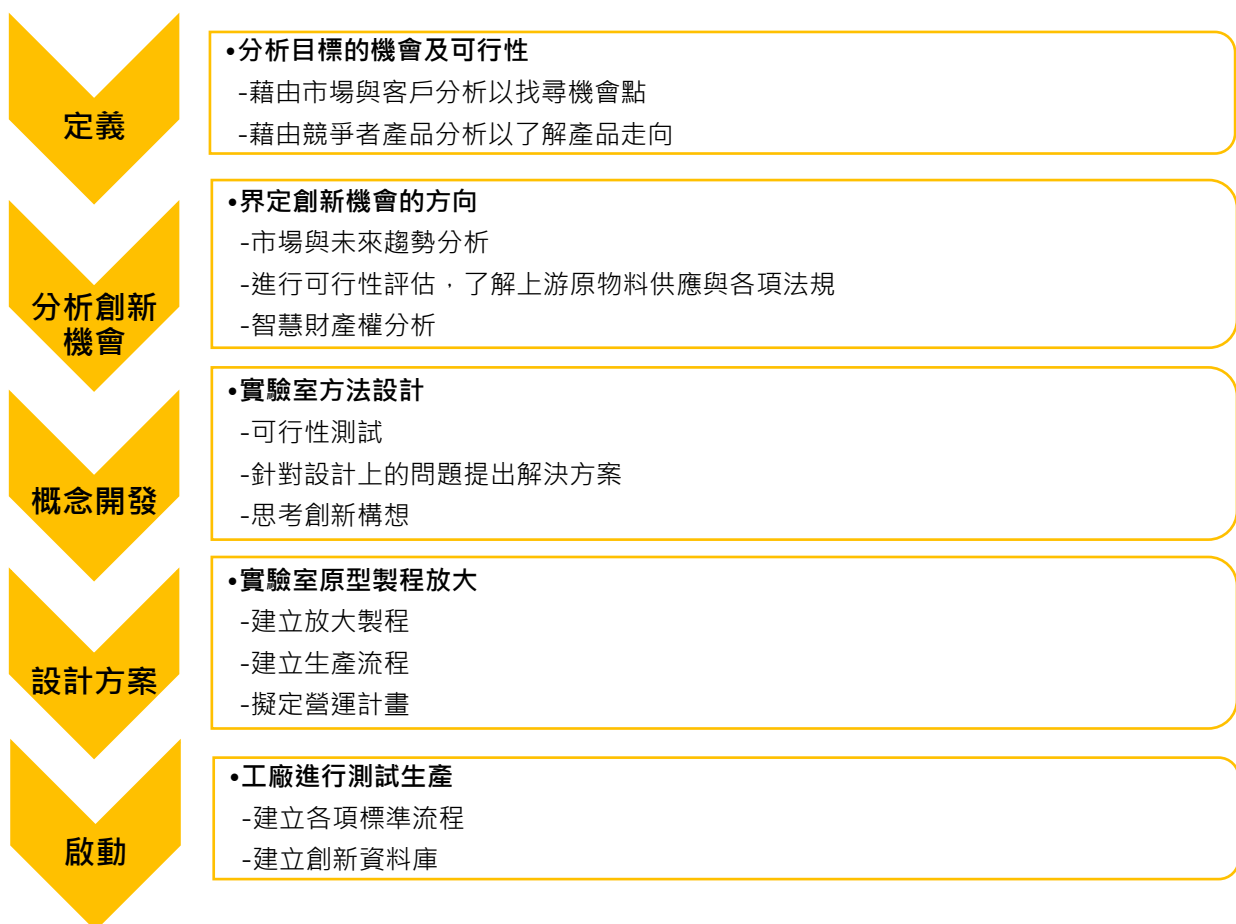 定義
•分析目標的機會及可行性
-藉由市場與客戶分析以找尋機會點
-藉由競爭者產品分析以了解產品走向
分析創新
機會
•界定創新機會的方向
-市場與未來趨勢分析
-進行可行性評估，了解上游原物料供應與各項法規
-智慧財產權分析
概念開發
•實驗室方法設計
-可行性測試
-針對設計上的問題提出解決方案
-思考創新構想
設計方案
•實驗室原型製程放大
-建立放大製程
-建立生產流程
-擬定營運計畫
啟動
•工廠進行測試生產
-建立各項標準流程
-建立創新資料庫